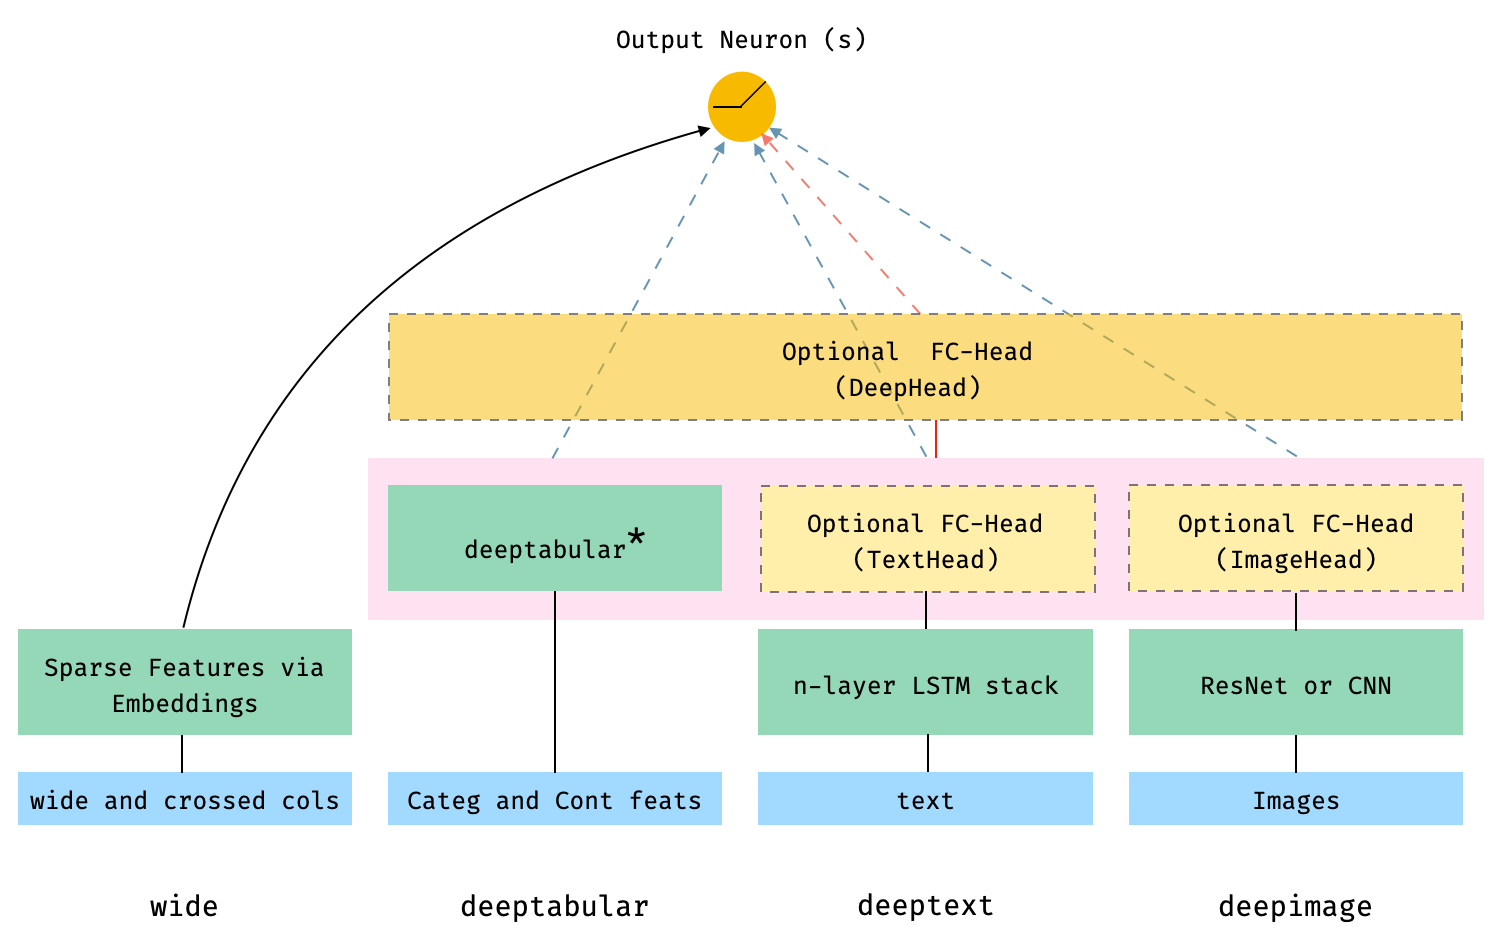 Output Neuron (s)
Optional FC-Head
(DeepHead)
deeptabular*
Optional FC-Head
(TextHead)
Optional FC-Head
(ImageHead)
Sparse Features via
Embeddings
n-layer LSTM stack
ResNet or CNN
wide and crossed cols
Categ and Cont feats
text
Images
wide
deeptabular
deeptext
deepimage